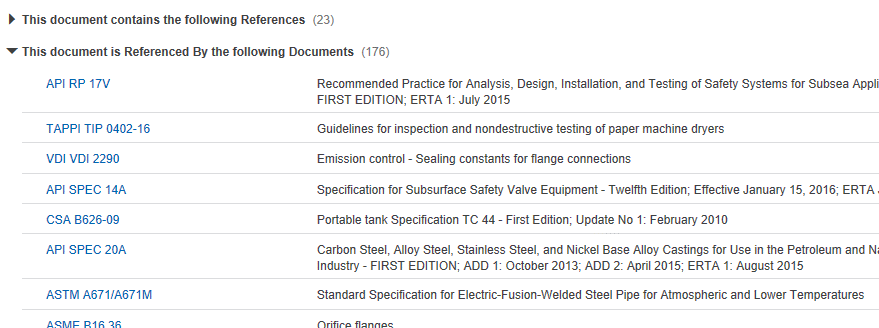 This document contains the following References (23)
This document is Referenced By the following Documents (176)
API RP 17V Recommended Practice for Analysis, Design, Installation, and Testing of Safety Systems for Subsea Appli
FIRST EDITION; ERTA 1: July 2015
TAPPI TIP 0402-16 Guidelines for inspection and nondestructive testing of paper machine dryers
VDI VDI 2290 Emission control - Sealing constants for flange connections
API SPEC 14A Specification for Subsurface Safety Valve Equipment - Twelfth Edition; Effective January 15, 2016; ERTA
CSA B626-09 Portable tank Specification TC 44 - First Edition; Update No 1: February 2010
API SPEC 20A Carbon Steel, Alloy Steel, Stainless Steel, and Nickel Base Alloy Castings for Use in the Petroleum and Na
Industry - FIRST EDITION; ADD 1: October 2013; ADD 2: April 2015; ERTA 1: August 2015
ASTM A671/A671M Standard Specification for Electric-Fusion-Welded Steel Pipe for Atmospheric and Lower Temperatures
ASME B16.36 Orifice flanges